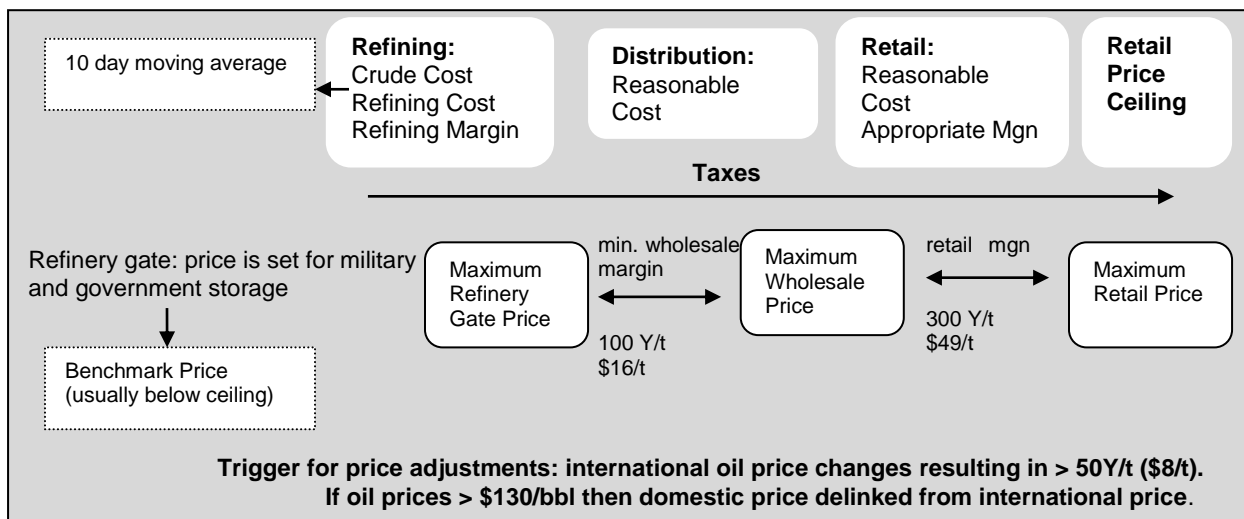 10 day moving average
Refining:
Crude Cost
Refining Cost
Refining Margin
Distribution:
Reasonable
Cost
Retail:
Reasonable
Cost
Appropriate Mgn
Retail
Price
Ceiling
Taxes
Refinery gate: price is set for military
and government storage
Maximum
Refinery
Gate Price
min. wholesale
margin
100 Y/t
$16/t
Maximum
Wholesale
Price
retail mgn
300 Y/t
$49/t
Maximum
Retail Price
Benchmark Price
(usually below ceiling)
Trigger for price adjustments: international oil price changes resulting in > 50Y/t ($8/t).
If oil prices > $130/bbl then domestic price delinked from international price.